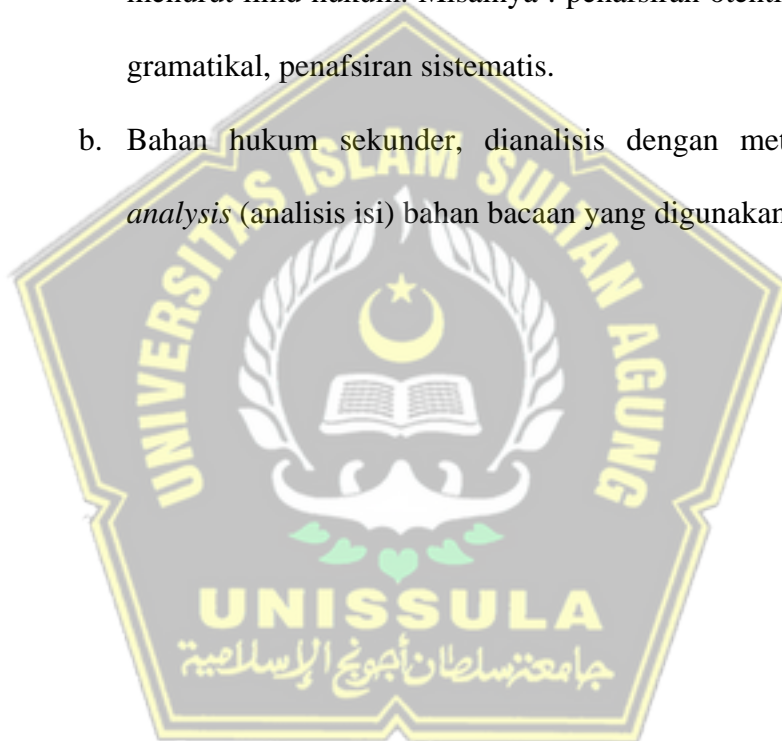 gramatikal, penafsiran sistematis.
b. Bahan hukum sekunder, dianalisis dengan
analysis (analisis isi) bahan bacaan yang digunakan
UNIVERSITAS ISLAM SULTAN AGUNG
UNISSULA
جامعة سلطان أجونج الإسلامية